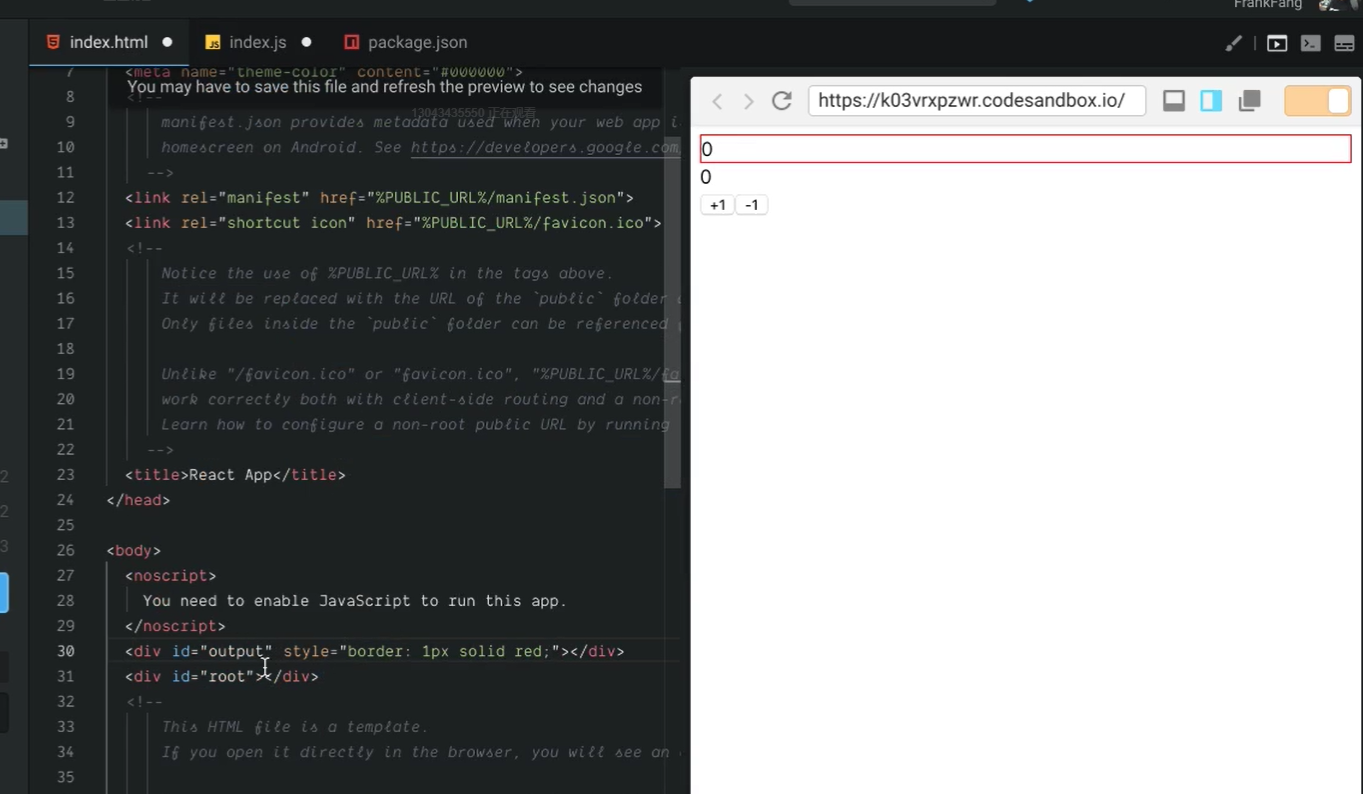 FrankFang
index.html
index.js
package.json
7 <meta name="theme-color" content="#000000">
You may have to save this file and refresh the preview to see changes
8 <!--
13043435550 正在观看
9 manifest.json provides metadata used when your web app i
10 homescreen on Android. See https://developers.google.com
11 -->
12 <link rel="manifest" href="%PUBLIC_URL%/manifest.json">
13 <link rel="shortcut icon" href="%PUBLIC_URL%/favicon.ico">
14 <!--
15 Notice the use of %PUBLIC_URL% in the tags above.
16 It will be replaced with the URL of the `public` folder
17 Only files inside the `public` folder can be referenced
18
19 Unlike "/favicon.ico" or "favicon.ico", "%PUBLIC_URL%/fa
20 work correctly both with client-side routing and a non-r
21 Learn how to configure a non-root public URL by running
22 -->
23 <title>React App</title>
24 </head>
25
26 <body>
27 <noscript>
28 You need to enable JavaScript to run this app.
29 </noscript>
30 <div id="output" style="border: 1px solid red;"></div>
31 <div id="root"></div>
32 <!--
33 This HTML file is a template.
34 If you open it directly in the browser, you will see an
35
2
2
3
https://k03vrxpzwr.codesandbox.io/
0
0
+1 -1